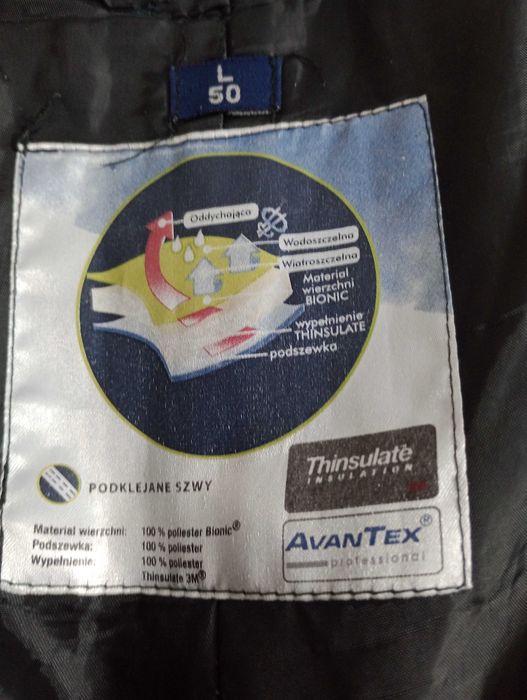 L
50
Oddychająca
Wodoszczelna
Wiatroszczelna
Materiał
wierzchni
BIONIC
wypełnienie
THINSULATE
podszewka
PODKLEJANE SZWY
Thinsulate
INSULATION
Materiał wierzchni: 100 % poliester Bionic®
Podszewka: 100 % poliester
Wypełnienie: 100 % poliester
Thinsulate 3M®
AVANTEX®
professional